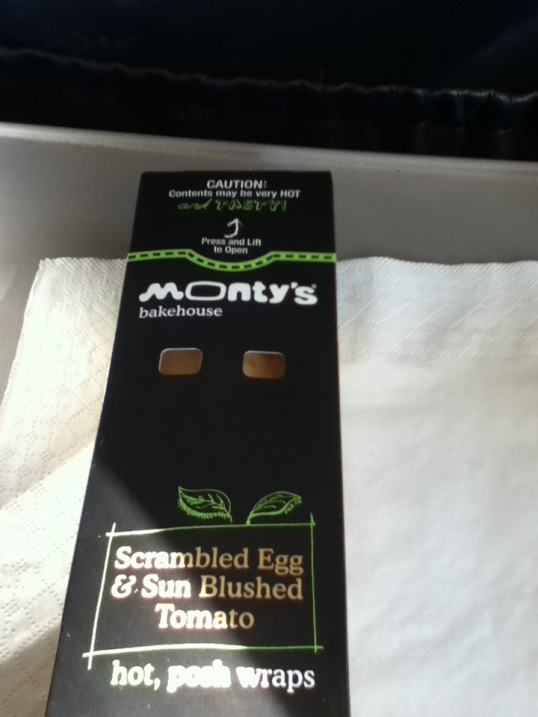 CAUTION!
Contents may be very HOT
and TASTY!
Press and Lift
to Open
monty's
bakehouse
Scrambled Egg
& Sun Blushed
Tomato
hot, posh wraps